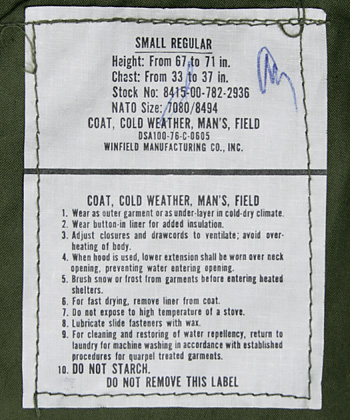 SMALL REGULAR
Height: From 67 to 71 in.
Chest: From 33 to 37 in.
Stock No: 8415-00-782-2936
NATO Size: 7080/8494
COAT, COLD WEATHER, MAN'S, FIELD
DSA100-76-C-0605
WINFIELD MANUFACTURING CO., INC.
COAT, COLD WEATHER, MAN'S, FIELD
1. Wear as outer garment or as under-layer in cold-dry climate.
2. Wear button-in liner for added insulation.
3. Adjust closures and drawcords to ventilate; avoid over-
heating of body.
4. When hood is used, lower extension shall be worn over neck
opening, preventing water entering opening.
5. Brush snow or frost from garments before entering heated
shelters.
6. For fast drying, remove liner from coat.
7. Do not expose to high temperature of a stove.
8. Lubricate slide fasteners with wax.
9. For cleaning and restoring of water repellency, return to
laundry for machine washing in accordance with established
procedures for quarpel treated garments.
10. DO NOT STARCH.
DO NOT REMOVE THIS LABEL